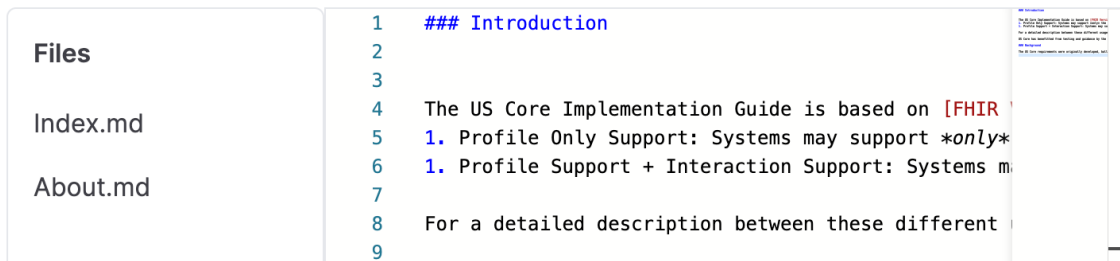 Files
Index.md
About.md
1 ### Introduction
2
3
4 The US Core Implementation Guide is based on [FHIR
5 1. Profile Only Support: Systems may support *only*
6 1. Profile Support + Interaction Support: Systems
7
8 For a detailed description between these different
9